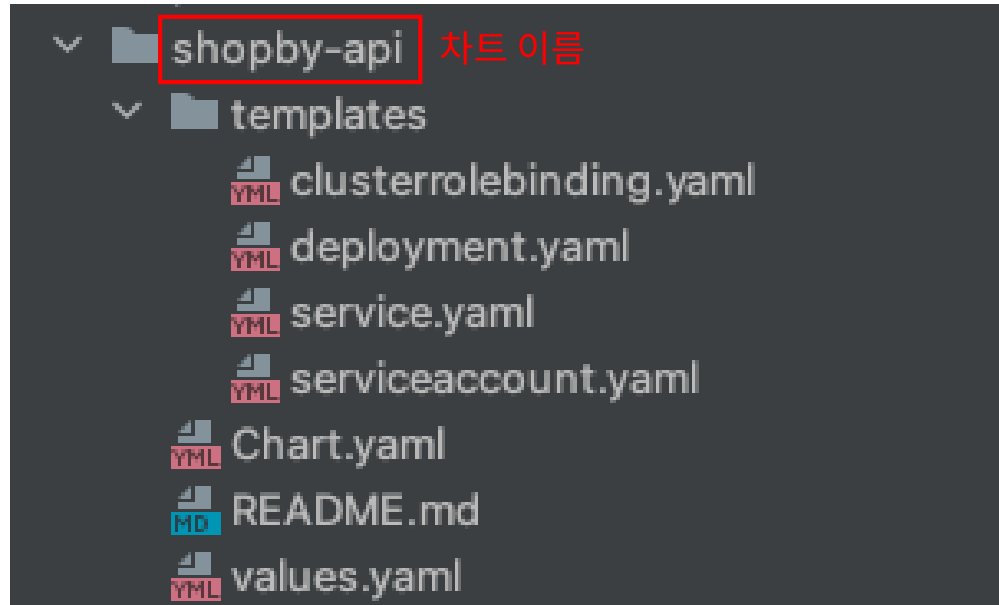 shopby-api 차트 이름
templates
YML clusterrolebinding.yaml
YML deployment.yaml
YML service.yaml
YML serviceaccount.yaml
YML Chart.yaml
MD README.md
YML values.yaml